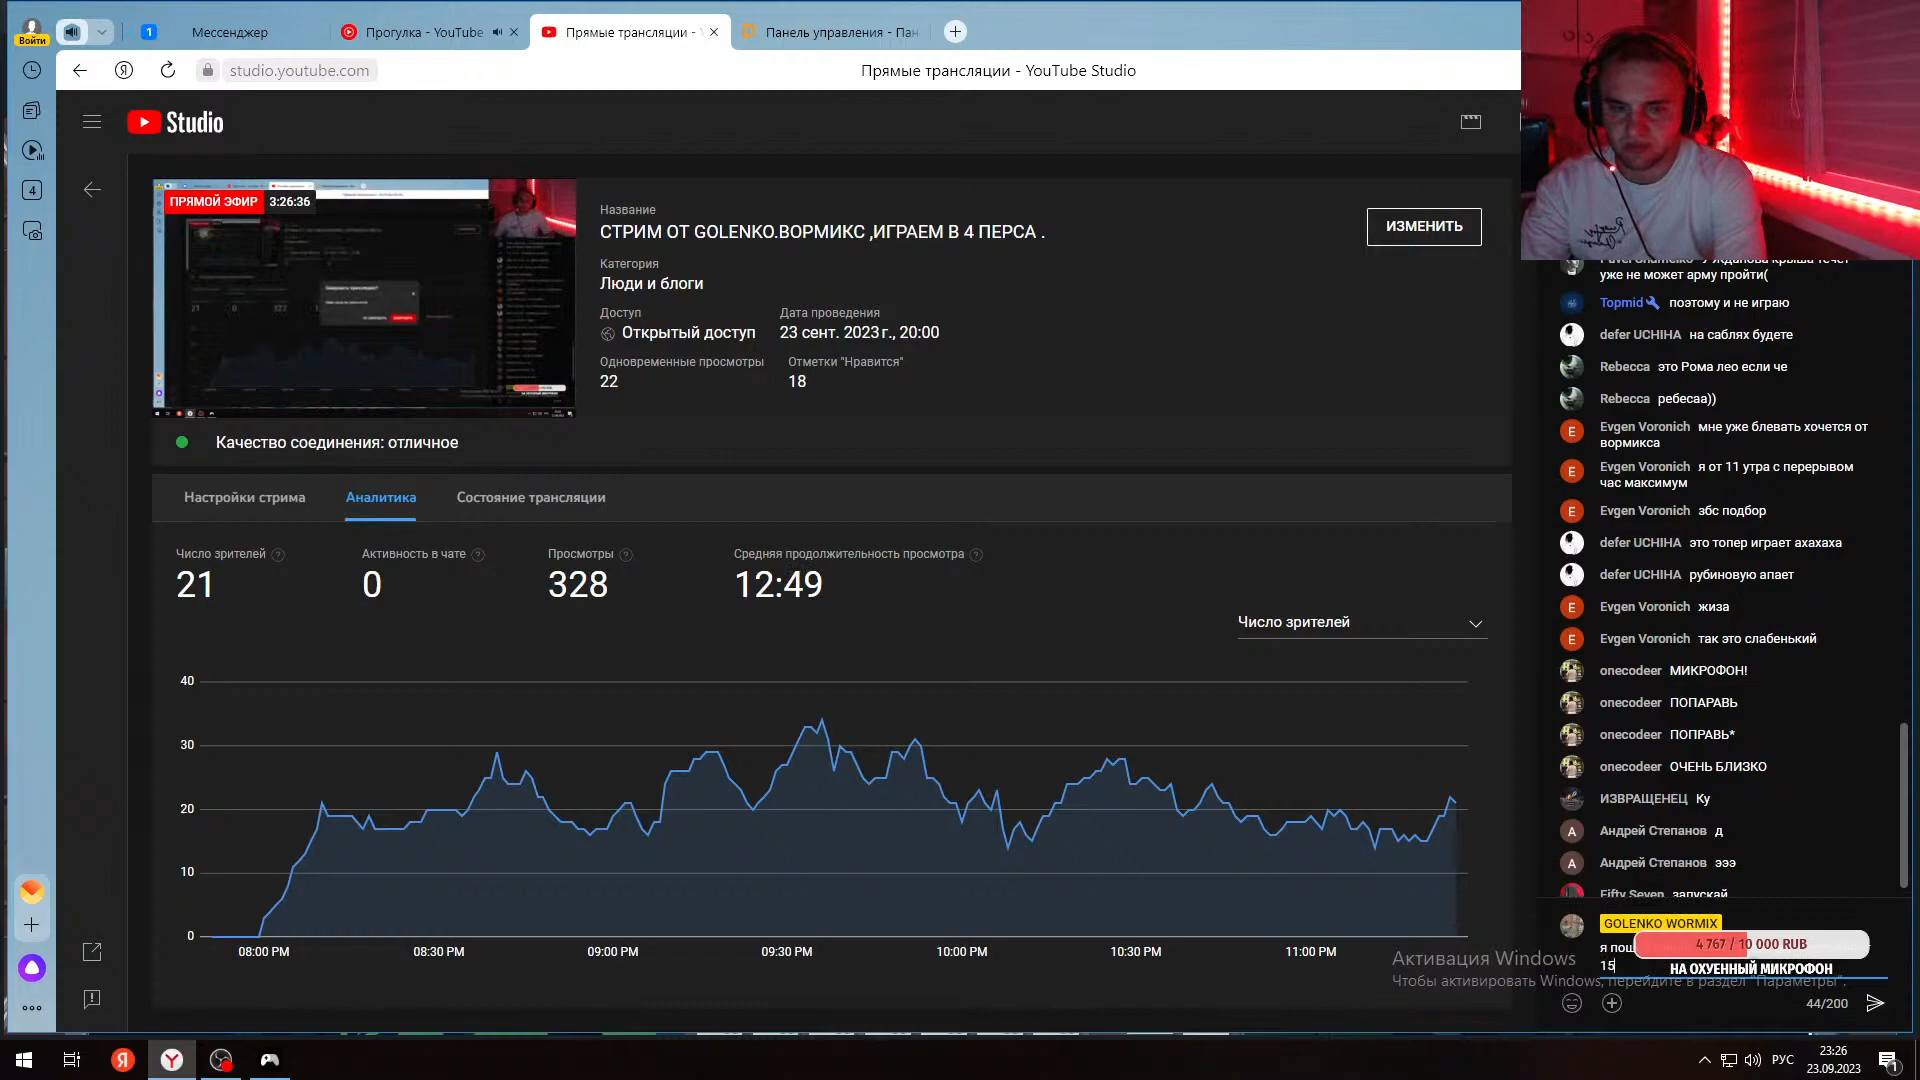 Войти
1
Мессенджер
Прогулка - YouTube
Прямые трансляции -
Панель управления - Пан
studio.youtube.com
Прямые трансляции - YouTube Studio
4
Studio
ПРЯМОЙ ЭФИР 3:26:36
Название
СТРИМ ОТ GOLENKO.ВОРМИКС ,ИГРАЕМ В 4 ПЕРСА .
ИЗМЕНИТЬ
Категория
Люди и блоги
Доступ
Дата проведения
Открытый доступ
23 сент. 2023 г., 20:00
Одновременные просмотры
Отметки "Нравится"
22
18
Качество соединения: отличное
Настройки стрима
Аналитика
Состояние трансляции
Число зрителей
Активность в чате
Просмотры
Средняя продолжительность просмотра
21
0
328
12:49
Число зрителей
40
30
20
10
0
08:00 PM
08:30 PM
09:00 PM
09:30 PM
10:00 PM
10:30 PM
11:00 PM
уже не может арму пройти(
Topmid поэтому и не играю
defer UCHIHA на саблях будете
Rebecca это Рома лео если че
Rebecca ребесаа))
Evgen Voronich мне уже блевать хочется от
вормикса
Evgen Voronich я от 11 утра с перерывом
час максимум
Evgen Voronich збс подбор
defer UCHIHA это топер играет ахахаха
defer UCHIHA рубиновую апает
Evgen Voronich жиза
Evgen Voronich так это слабенький
onecodeer МИКРОФОН!
onecodeer ПОПАРАВЬ
onecodeer ПОПРАВЬ*
onecodeer ОЧЕНЬ БЛИЗКО
ИЗВРАЩЕНЕЦ Ку
Андрей Степанов д
Андрей Степанов эээ
Fifty Seven запускай
GOLENKO WORMIX
я пош
4 767 / 10 000 RUB
15
НА ОХУЕННЫЙ МИКРОФОН
Активация Windows
Чтобы активировать Windows, перейдите в раздел "Параметры".
44/200
РУС
23:26
23.09.2023
1